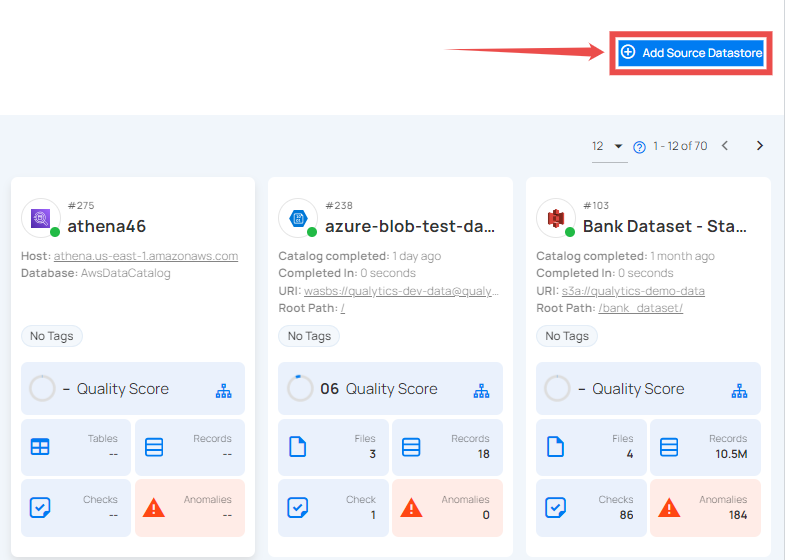 Add Source Datastore
12 1 - 12 of 70
#275
athena46
Host: athena.us-east-1.amazonaws.com
Database: AwsDataCatalog
No Tags
– Quality Score
Tables
--
Records
--
Checks
--
Anomalies
--
#238
azure-blob-test-da...
Catalog completed: 1 day ago
Completed In: 0 seconds
URI: wasbs://qualytics-dev-data@qualy...
Root Path: /
No Tags
06 Quality Score
Files
3
Records
18
Check
1
Anomalies
0
#103
Bank Dataset - Sta...
Catalog completed: 1 month ago
Completed In: 0 seconds
URI: s3a://qualytics-demo-data
Root Path: /bank_dataset/
No Tags
– Quality Score
Files
4
Records
10.5M
Checks
86
Anomalies
184